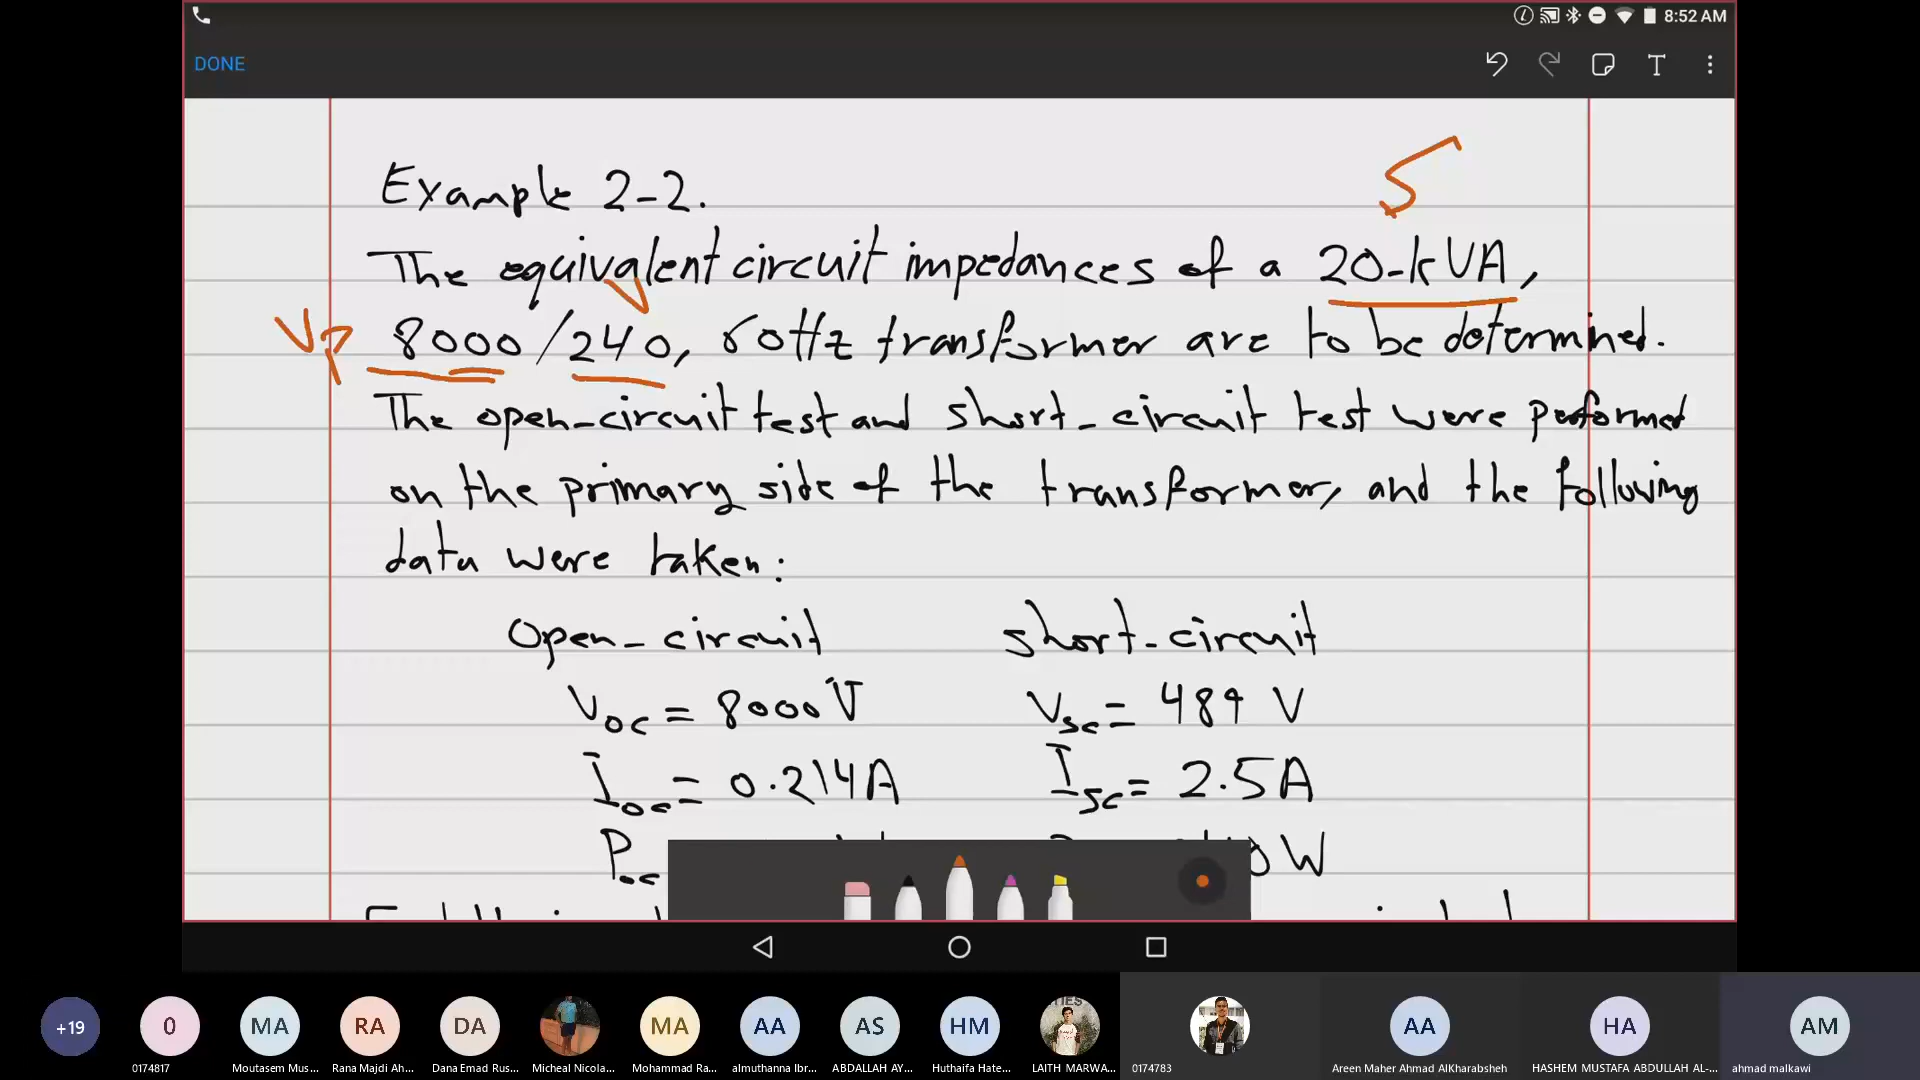 8:52 AM
DONE
Example 2-2.
The equivalent circuit impedances of a 20-kVA,
8000/240, 60Hz transformer are to be determined.
The open-circuit test and short-circuit test were performed
on the primary side of the transformer, and the following
data were taken:
S
Vp
V
Open-circuit short-circuit
Voc = 8000 V Vsc = 489 V
Ioc = 0.214A Isc = 2.5A
Poc 0W
+19
0
MA
RA
DA
MA
AA
AS
HM
AA
HA
AM
0174817
Moutasem Mus...
Rana Majdi Ah...
Dana Emad Rus...
Micheal Nicola...
Mohammad Ra...
almuthanna Ibr...
ABDALLAH AY...
Huthaifa Hate...
LAITH MARWA...
0174783
Areen Maher Ahmad AlKharabsheh
HASHEM MUSTAFA ABDULLAH AL-...
ahmad malkawi